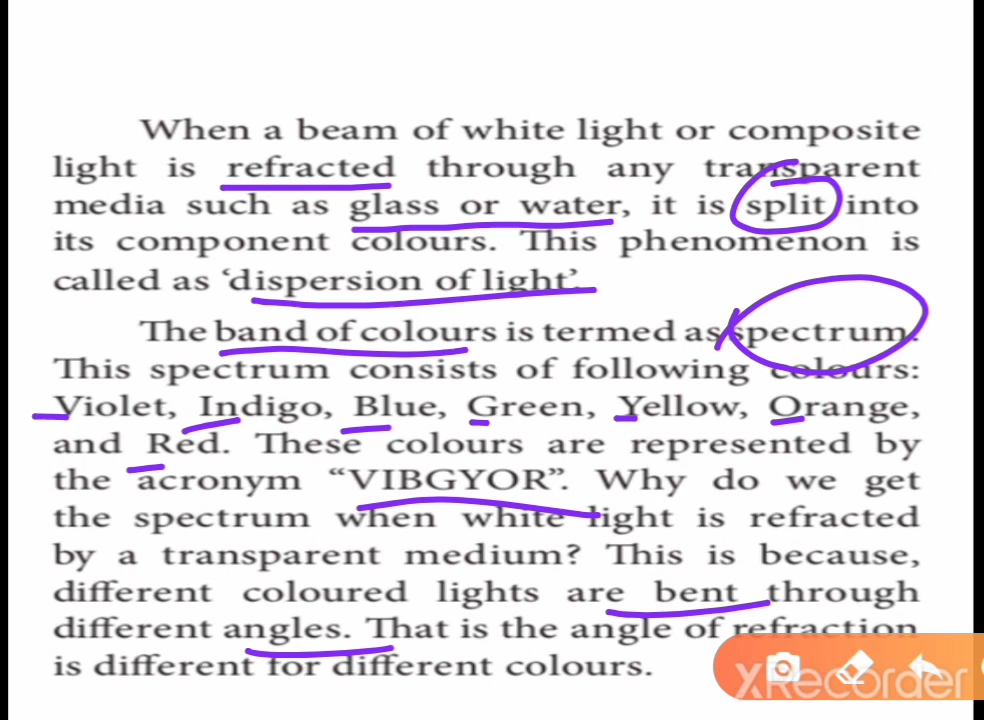 When a beam of white light or composite
light is refracted through any transparent
media such as glass or water, it is split into
its component colours. This phenomenon is
called as ‘dispersion of light’.
The band of colours is termed as spectrum.
This spectrum consists of following colours:
Violet, Indigo, Blue, Green, Yellow, Orange,
and Red. These colours are represented by
the acronym “VIBGYOR”. Why do we get
the spectrum when white light is refracted
by a transparent medium? This is because,
different coloured lights are bent through
different angles. That is the angle of refraction
is different for different colours.
XRecorder